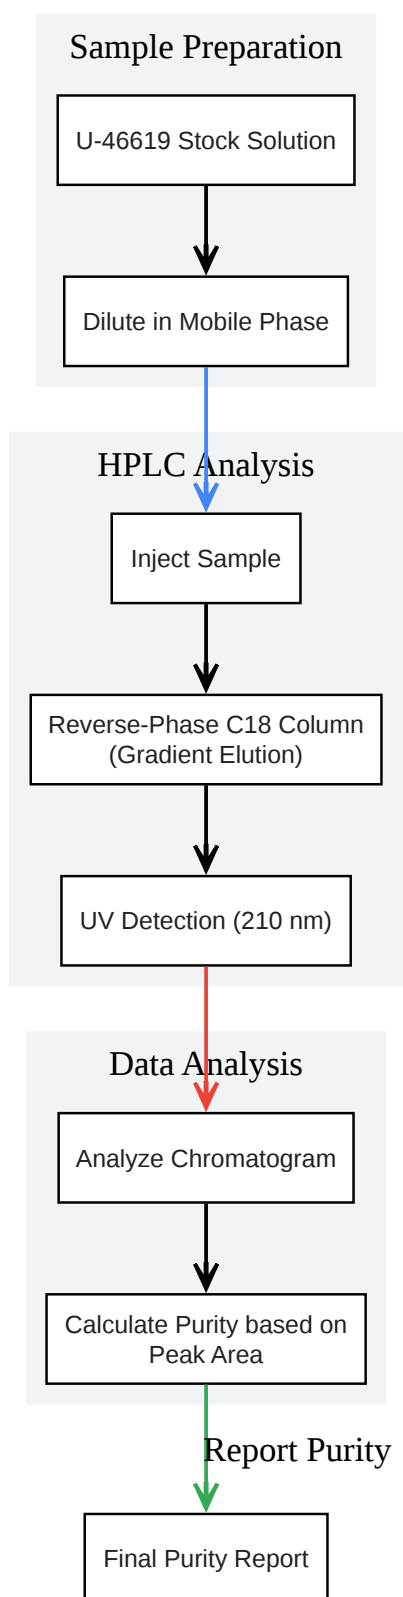 Sample Preparation
U-46619 Stock Solution
Dilute in Mobile Phase
HPLC Analysis
Inject Sample
Reverse-Phase C18 Column
(Gradient Elution)
UV Detection (210 nm)
Data Analysis
Analyze Chromatogram
Calculate Purity based on
Peak Area
Report Purity
Final Purity Report